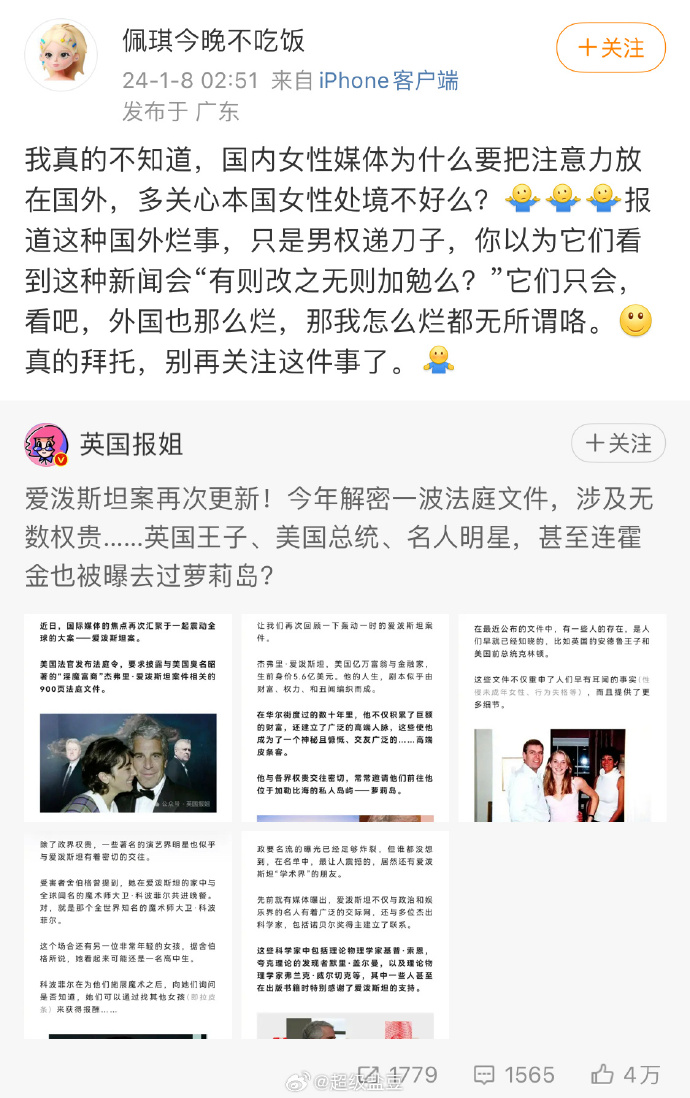 佩琪今晚不吃饭
+关注
24-1-8 02:51 来自 iPhone客户端
发布于 广东
我真的不知道，国内女性媒体为什么要把注意力放
在国外，多关心本国女性处境不好么？🤷🤷🤷报
道这种国外烂事，只是男权递刀子，你以为它们看
到这种新闻会“有则改之无则加勉么？”它们只会，
看吧，外国也那么烂，那我怎么烂都无所谓咯。🙂
真的拜托，别再关注这件事了。🤷
英国报姐
+关注
爱泼斯坦案再次更新！今年解密一波法庭文件，涉及无
数权贵……英国王子、美国总统、名人明星，甚至连霍
金也被曝去过萝莉岛？
近日，国际媒体的焦点再次汇聚于一起震动全
球的大案——爱泼斯坦案。
美国法官发布法庭令，要求披露与美国臭名昭
著的“淫魔富商”杰弗里·爱泼斯坦案件相关的
900页法庭文件。
公众号·英国报姐
让我们再次回顾一下轰动一时的爱泼斯坦案
件。
杰弗里·爱泼斯坦，美国亿万富翁与金融家，
生前身价5.6亿美元。他的人生，剧本似乎由
财富、权力、和丑闻编织而成。
在华尔街度过的数十年里，他不仅积累了巨额
的财富，还建立了广泛的高端人脉，这些使他
成为了一个神秘且慷慨、交友广泛的……高端
皮条客。
他与各界权贵交往密切，常常邀请他们前往他
位于加勒比海的私人岛屿——萝莉岛。
在最近公布的文件中，有一些人的存在，是人
们早就已经知晓的，比如英国的安德鲁王子和
美国前总统克林顿。
这些文件不仅重申了人们早有耳闻的事实（性
侵未成年女性、行为失格等），而且提供了更
多细节。
除了政界权贵，一些著名的演艺界明星也似乎
与爱泼斯坦有着密切的交往。
受害者舍伯格曾提到，她在爱泼斯坦的家中与
全球闻名的魔术师大卫·科波菲尔共进晚餐。
对，就是那个全世界知名的魔术师大卫·科波
菲尔。
这个场合还有另一位非常年轻的女孩，据舍伯
格所说，她看起来可能还是一名高中生。
科波菲尔在为他们施展魔术之后，向她们询问
是否知道，她们可以通过找其他女孩（即拉皮
条）来获得报酬……
政要名流的曝光已经足够炸裂，但谁都没想
到，在名单中，最让人震惊的，居然还有爱泼
斯坦“学术界”的朋友。
先前就有媒体曝出，爱泼斯坦不仅与政治和娱
乐界的名人有着广泛的交际网，还与多位杰出
科学家，包括诺贝尔奖得主建立了联系。
这些科学家中包括理论物理学家基普·索恩，
夸克理论的发现者默里·盖尔曼，以及理论物
理学家弗兰克·威尔切克等，其中一些人甚至
在出版书籍时特别感谢了爱泼斯坦的支持。
1779
1565
4万
@超级盐豆